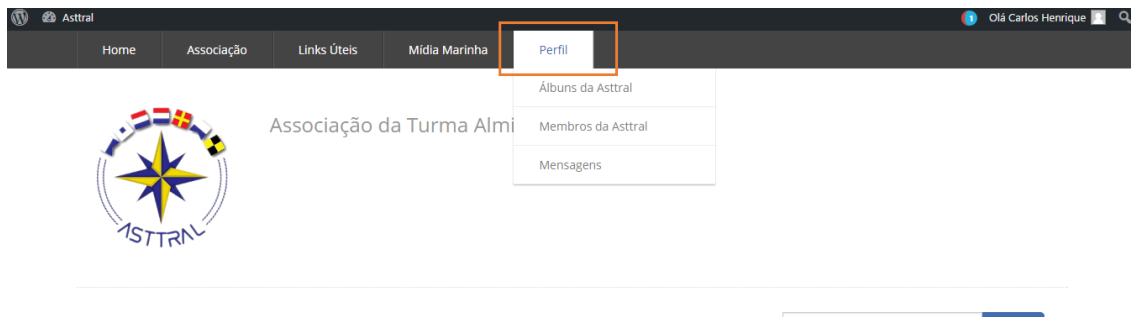 Asttral
1 Olá Carlos Henrique
Home Associação Links Úteis Mídia Marinha Perfil
Álbuns da Asttral
Associação da Turma Almi
Membros da Asttral
Mensagens
ASTTRAL